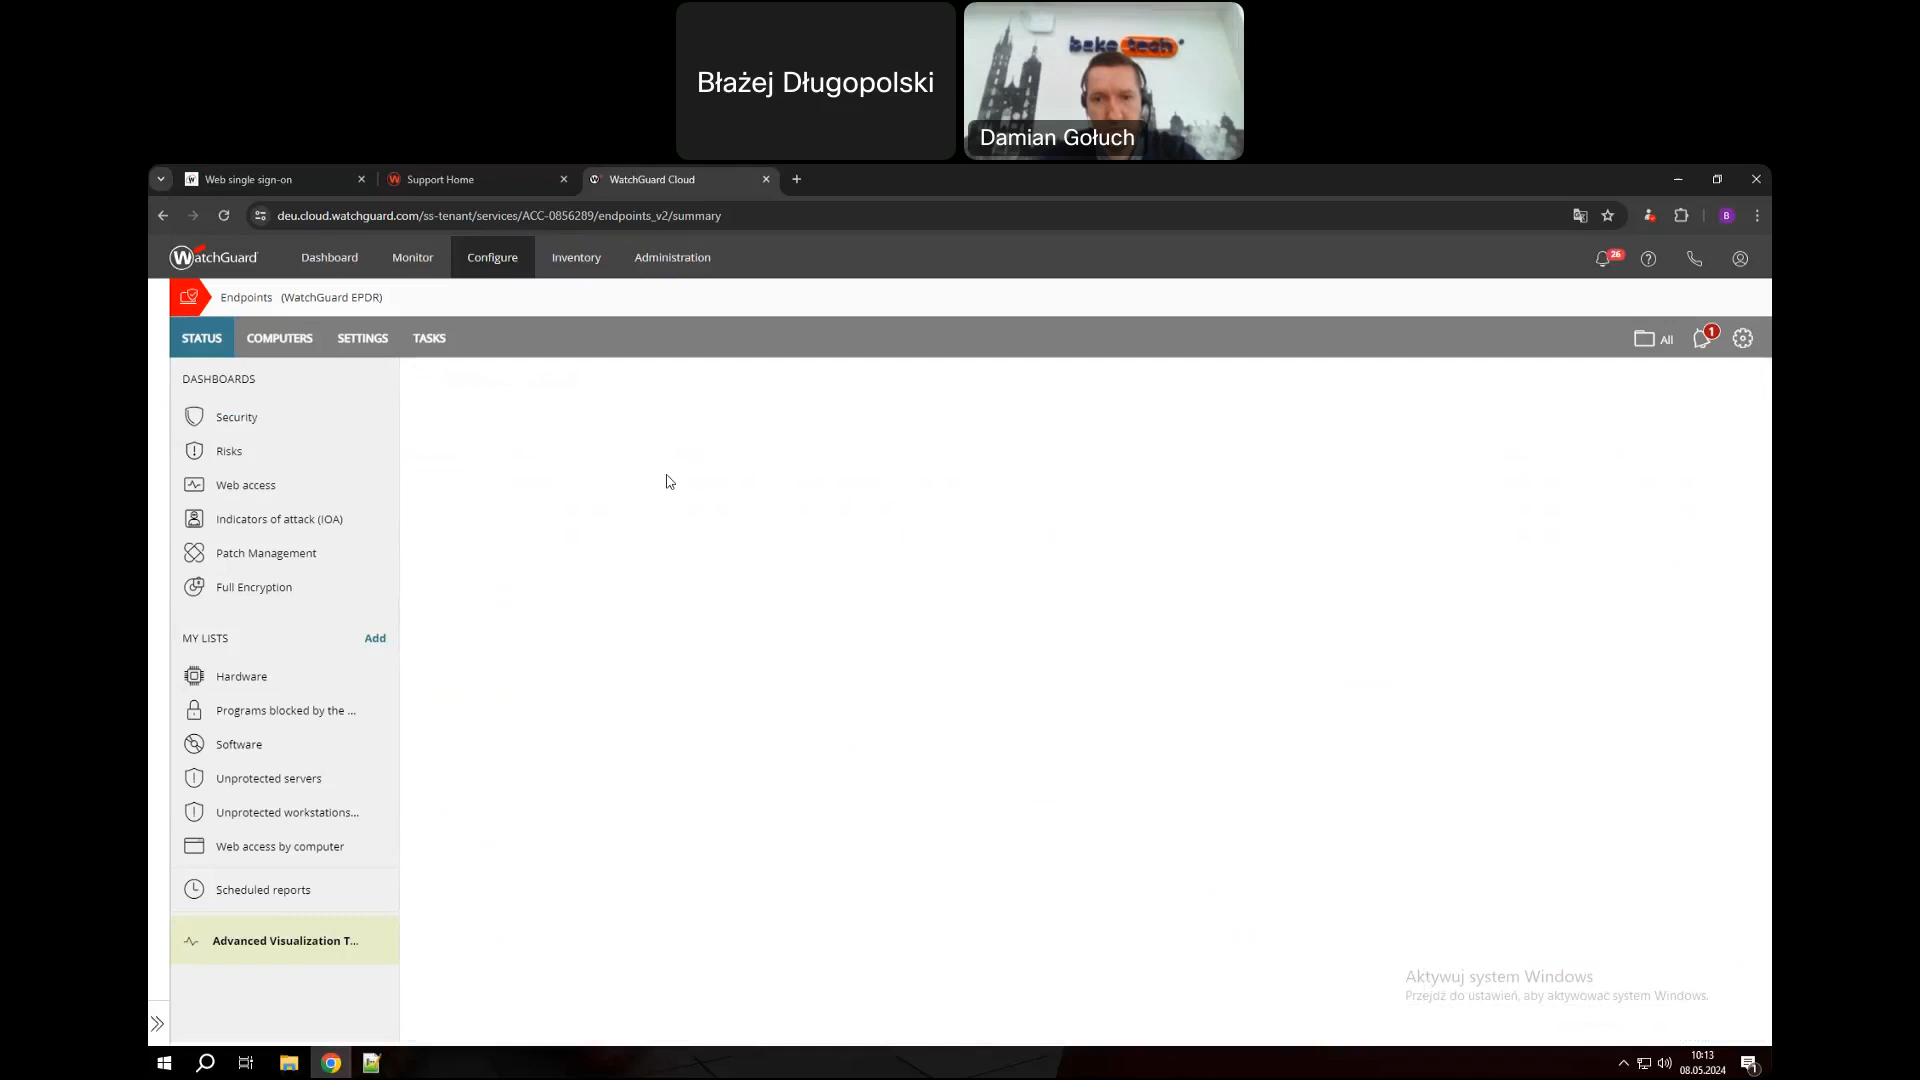 Błażej Długopolski
bakotech
Damian Gołuch
Web single sign-on
Support Home
WatchGuard Cloud
deu.cloud.watchguard.com/ss-tenant/services/ACC-0856289/endpoints_v2/summary
B
WatchGuard
Dashboard
Monitor
Configure
Inventory
Administration
26
Endpoints (WatchGuard EPDR)
STATUS
COMPUTERS
SETTINGS
TASKS
All
1
DASHBOARDS
Security
Risks
Web access
Indicators of attack (IOA)
Patch Management
Full Encryption
MY LISTS
Add
Hardware
Programs blocked by the ...
Software
Unprotected servers
Unprotected workstations...
Web access by computer
Scheduled reports
Advanced Visualization T...
Aktywuj system Windows
Przejdź do ustawień, aby aktywować system Windows.
10:13
08.05.2024
1